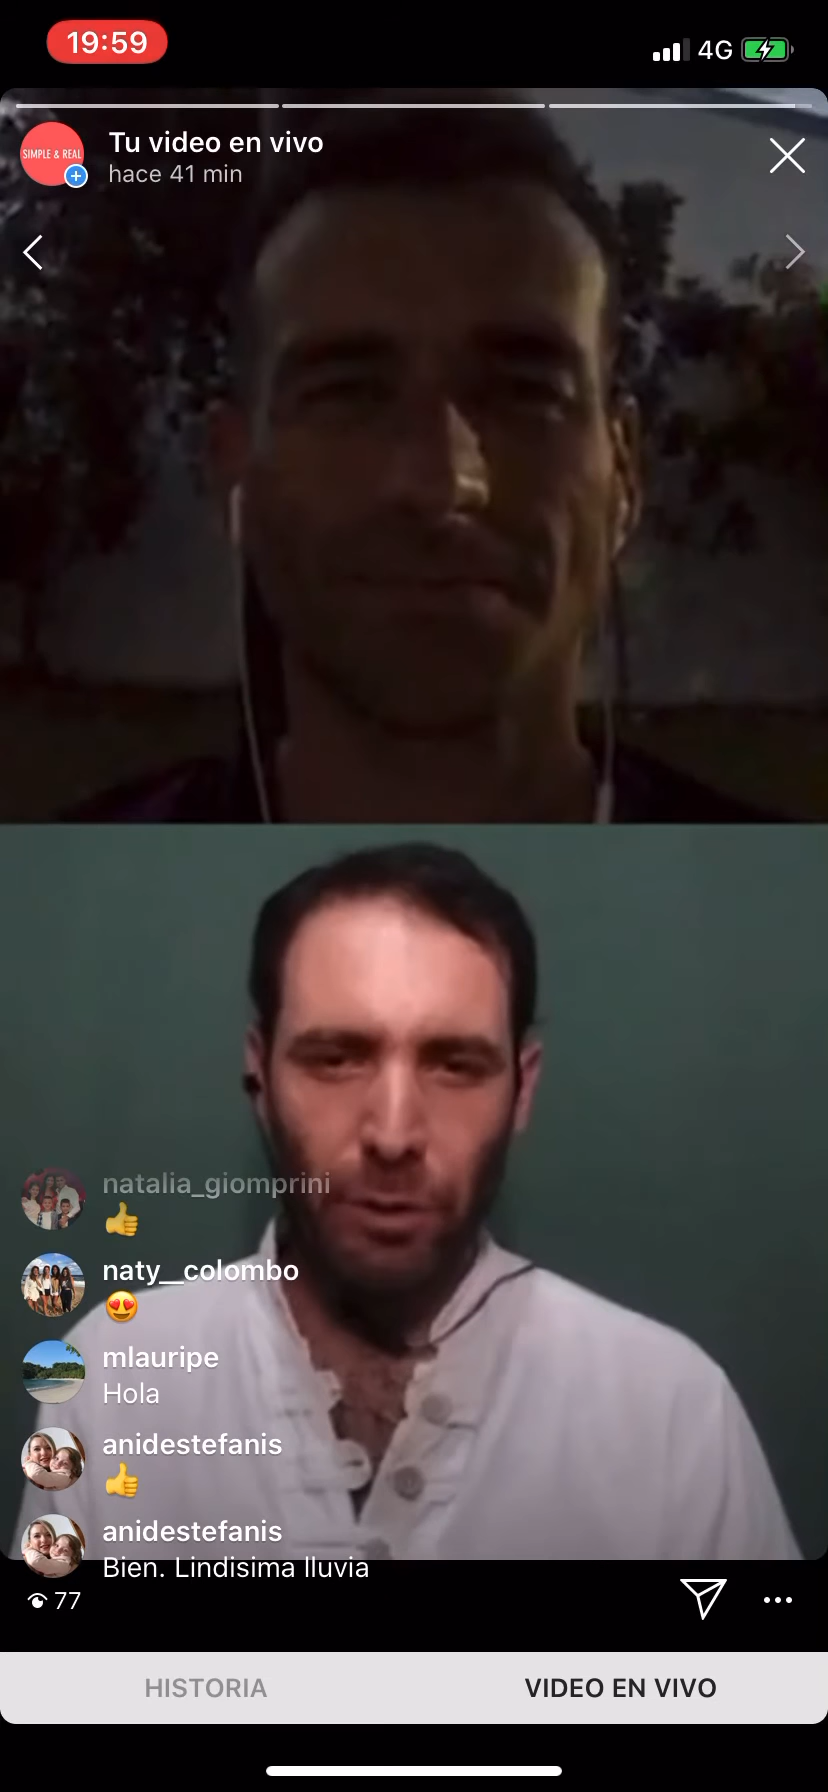 19:59
4G
SIMPLE & REAL
Tu video en vivo
hace 41 min
natalia_giomprini
👍
naty__colombo
😍
mlauripe
Hola
anidestefanis
👍
anidestefanis
Bien. Lindisima lluvia
77
HISTORIA
VIDEO EN VIVO